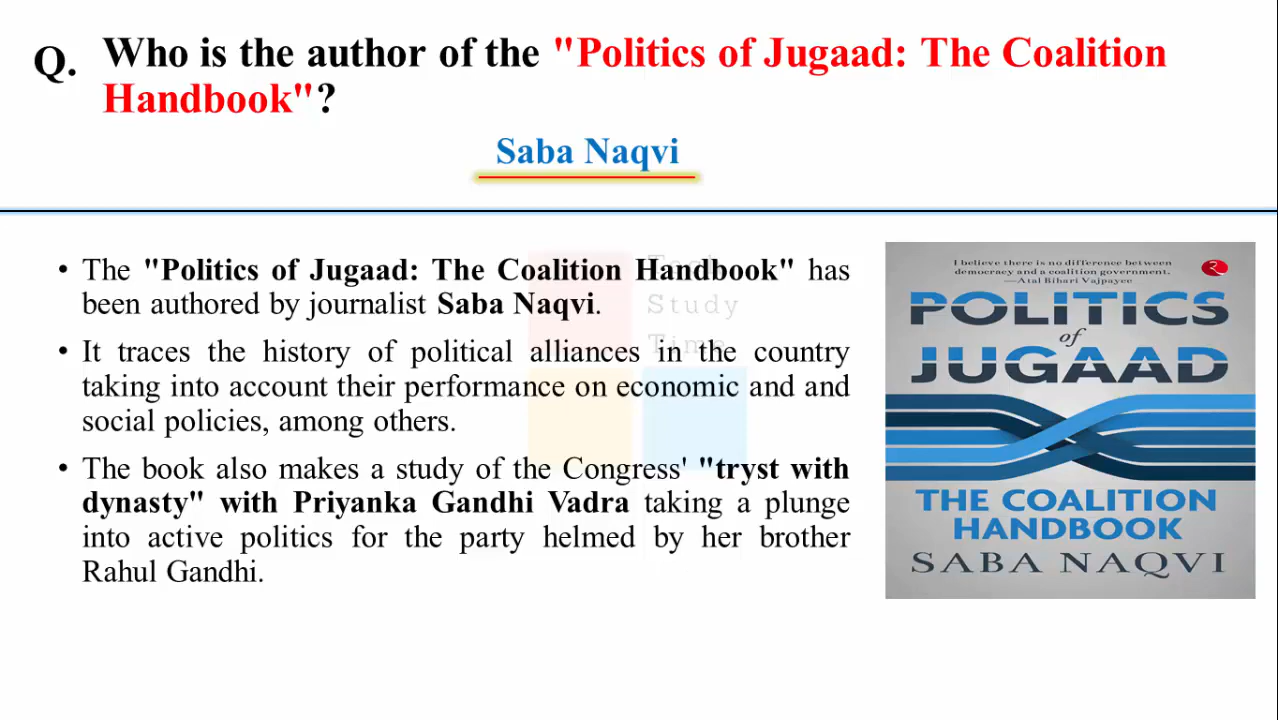 Q. Who is the author of the "Politics of Jugaad: The Coalition
Handbook"?
Saba Naqvi
• The "Politics of Jugaad: The Coalition Handbook" has
been authored by journalist Saba Naqvi.
• It traces the history of political alliances in the country
taking into account their performance on economic and and
social policies, among others.
• The book also makes a study of the Congress' "tryst with
dynasty" with Priyanka Gandhi Vadra taking a plunge
into active politics for the party helmed by her brother
Rahul Gandhi.
Study
Time
I believe there is no difference between
democracy and a coalition government.
—Atal Bihari Vajpayee
POLITICS
of
JUGAAD
THE COALITION
HANDBOOK
SABA NAQVI